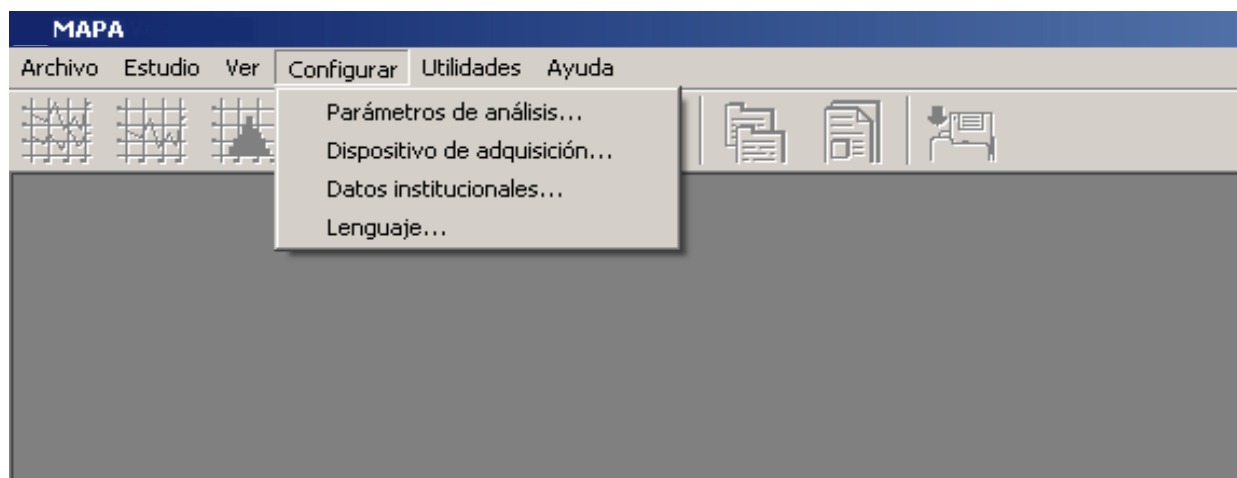 MAPA
Archivo Estudio Ver Configurar Utilidades Ayuda
Parámetros de análisis...
Dispositivo de adquisición...
Datos institucionales...
Lenguaje...